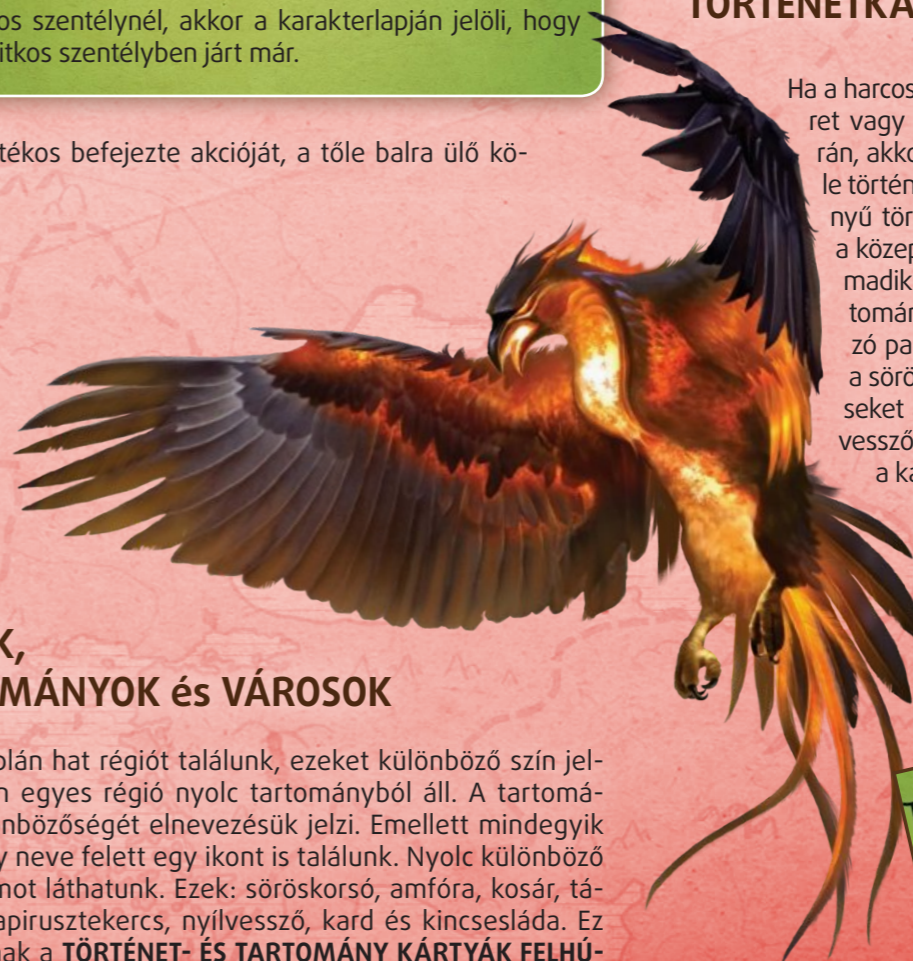 os szentélynél, akkor a karakterlapján jelöli, hogy
itkos szentélyben járt már.
tékos befejezte akcióját, a tőle balra ülő kö-
K,
MÁNYOK és VÁROSOK
plán hat régiót találunk, ezeket különböző szín jel-
n egyes régió nyolc tartományból áll. A tartomá-
nbözőségét elnevezésük jelzi. Emellett mindegyik
y neve felett egy ikont is találunk. Nyolc különböző
mot láthatunk. Ezek: söröskorsó, amfóra, kosár, tá-
apirusztekercs, nyílvessző, kard és kincsesláda. Ez
nak a TÖRTÉNET- ÉS TARTOMÁNY KÁRTYÁK FELHÚ-
TÖRTÉNETKÁ
Ha a harcos
ret vagy
rán, akko
le történ
nyű tör
a közep
madik
tomán
zó pa
a sörö
seket
vessző
a ka